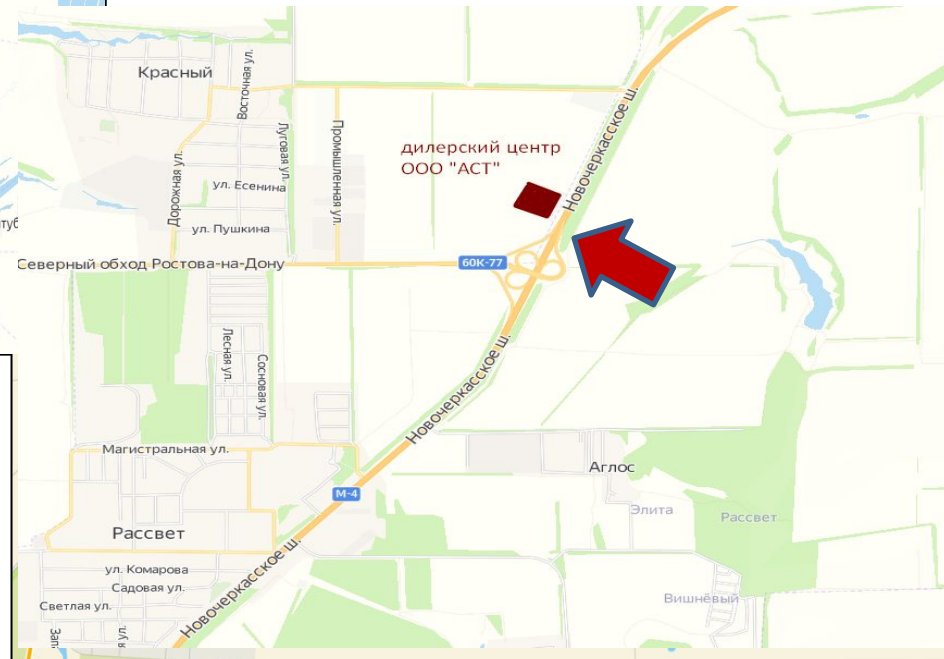 Красный
Восточная ул.
Луговая ул.
Промышленная ул.
Дорожная ул.
ул. Есенина
ул. Пушкина
дилерский центр
ООО "АСТ"
Новочеркасское ш.
Северный обход Ростова-на-Дону
60К-77
Лесная ул.
Сосновая ул.
Новочеркасское ш.
Магистральная ул.
М-4
Аглос
Элита
Рассвет
Рассвет
ул. Комарова
Садовая ул.
Светлая ул.
Новочеркасское ш.
Вишнёвый